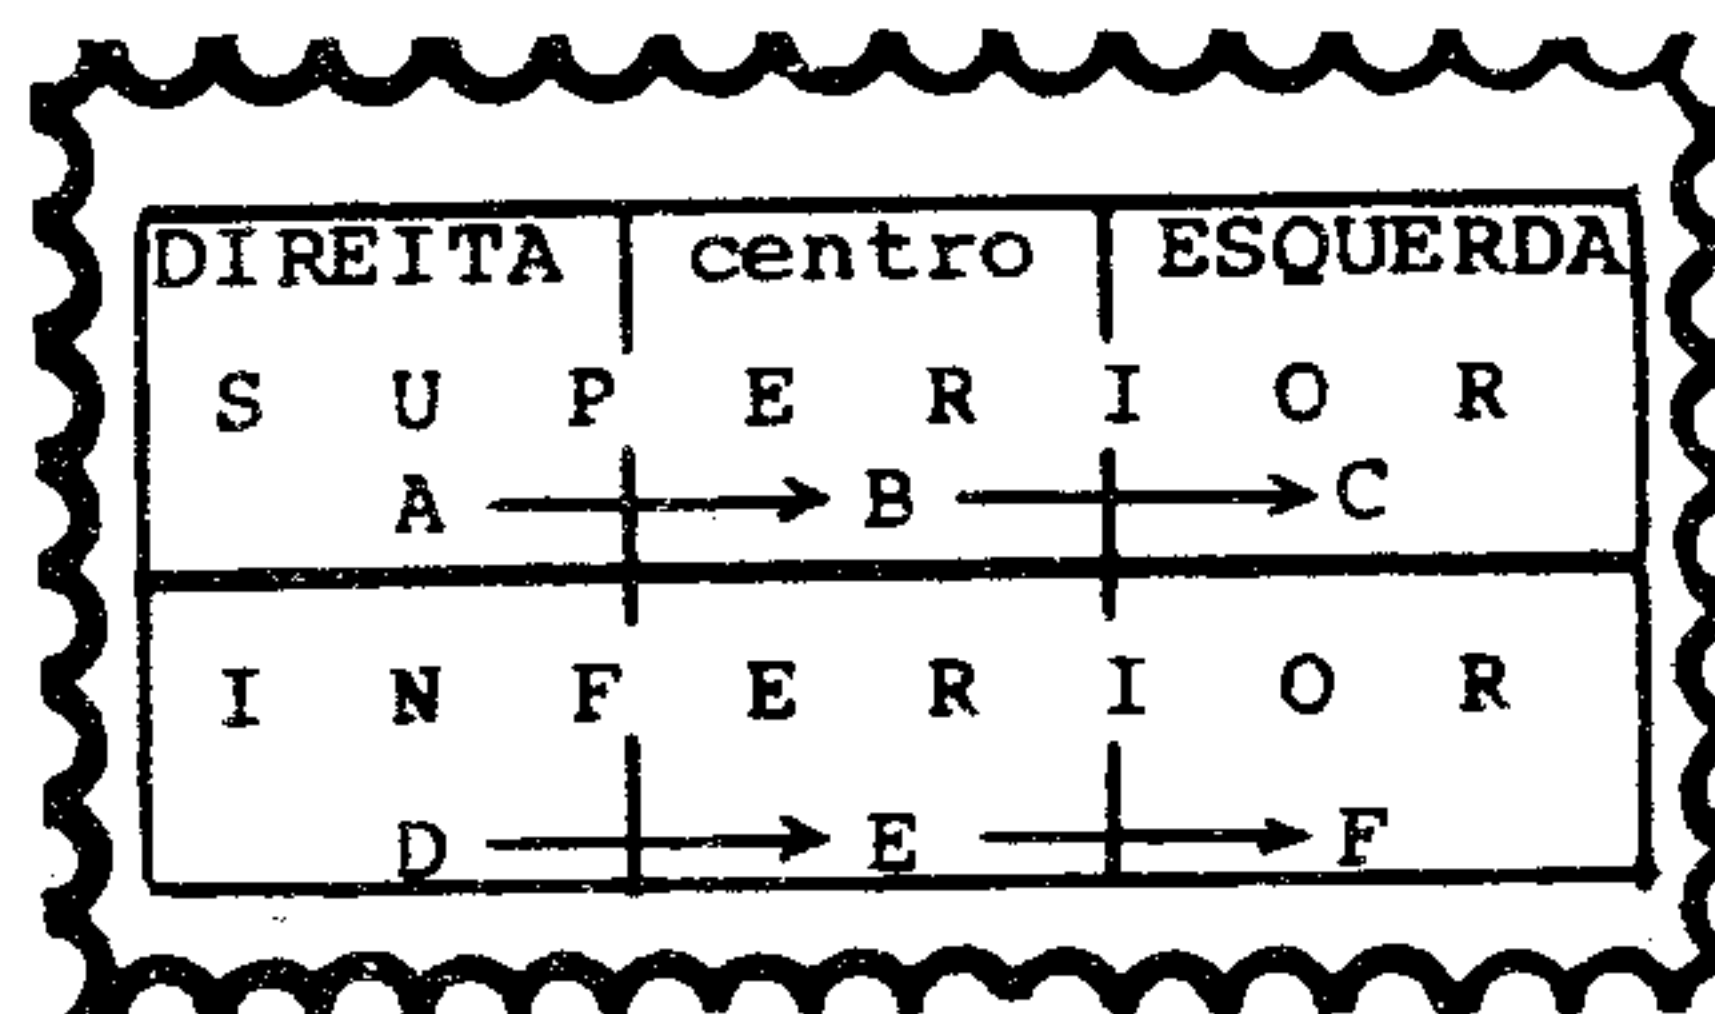 DIREITA centro ESQUERDA
S U P E R I O R
A B C
I N F E R I O R
D E F